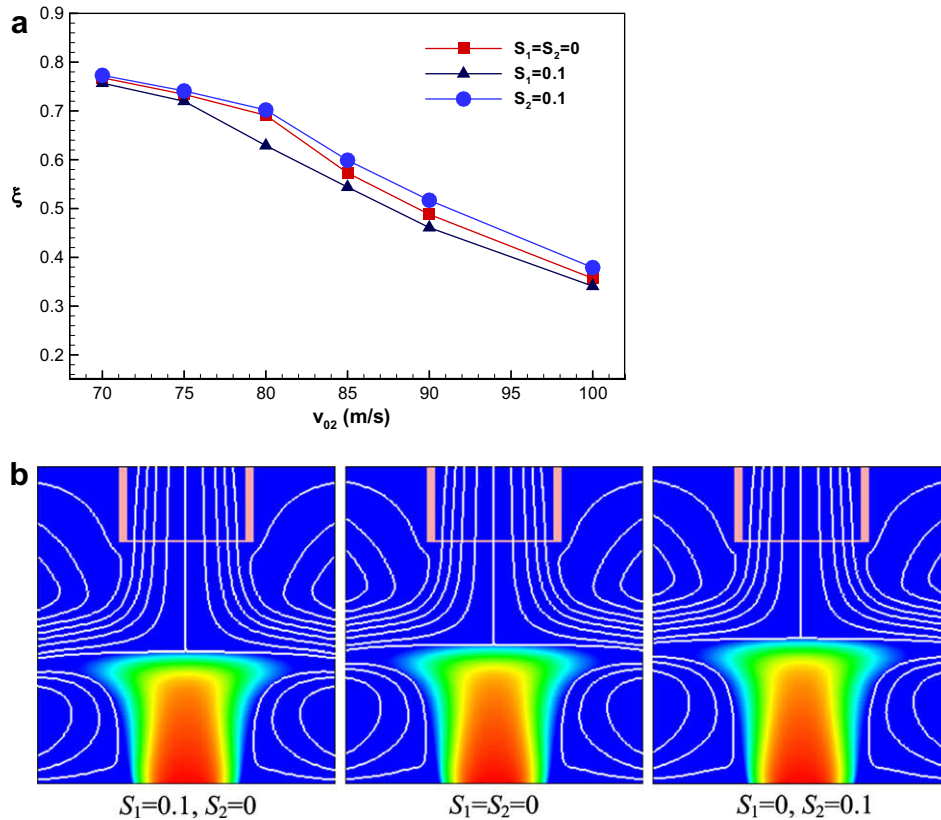 a
0.9
0.8
0.7
0.6
0.5
0.4
0.3
0.2
ξ
S₁=S₂=0
S₁=0.1
S₂=0.1
70 75 80 85 90 95 100
v₀₂ (m/s)
b
S₁=0.1, S₂=0
S₁=S₂=0
S₁=0, S₂=0.1